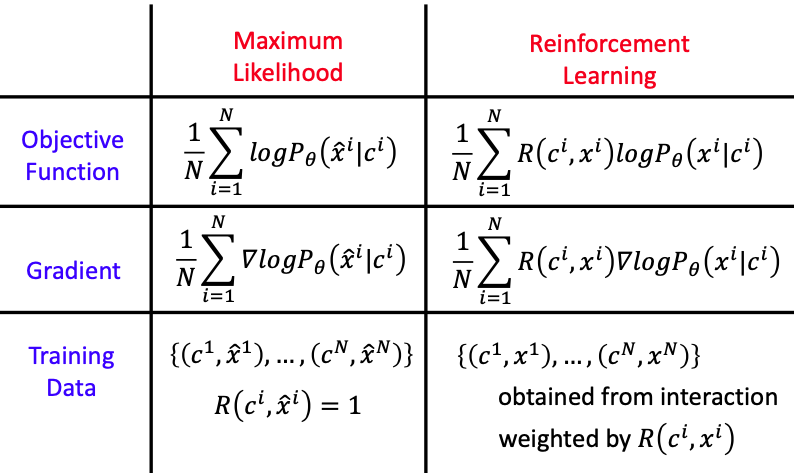 Maximum
Likelihood
Reinforcement
Learning
Objective
Function
$\frac{1}{N}\sum_{i=1}^{N} logP_\theta(\hat{x}^i|c^i)$
$\frac{1}{N}\sum_{i=1}^{N} R(c^i, x^i)logP_\theta(x^i|c^i)$
Gradient
$\frac{1}{N}\sum_{i=1}^{N} \nabla logP_\theta(\hat{x}^i|c^i)$
$\frac{1}{N}\sum_{i=1}^{N} R(c^i, x^i)\nabla logP_\theta(x^i|c^i)$
Training
Data
$\{(c^1, \hat{x}^1), \ldots, (c^N, \hat{x}^N)\}$
$R(c^i, \hat{x}^i) = 1$
$\{(c^1, x^1), \ldots, (c^N, x^N)\}$
obtained from interaction
weighted by $R(c^i, x^i)$